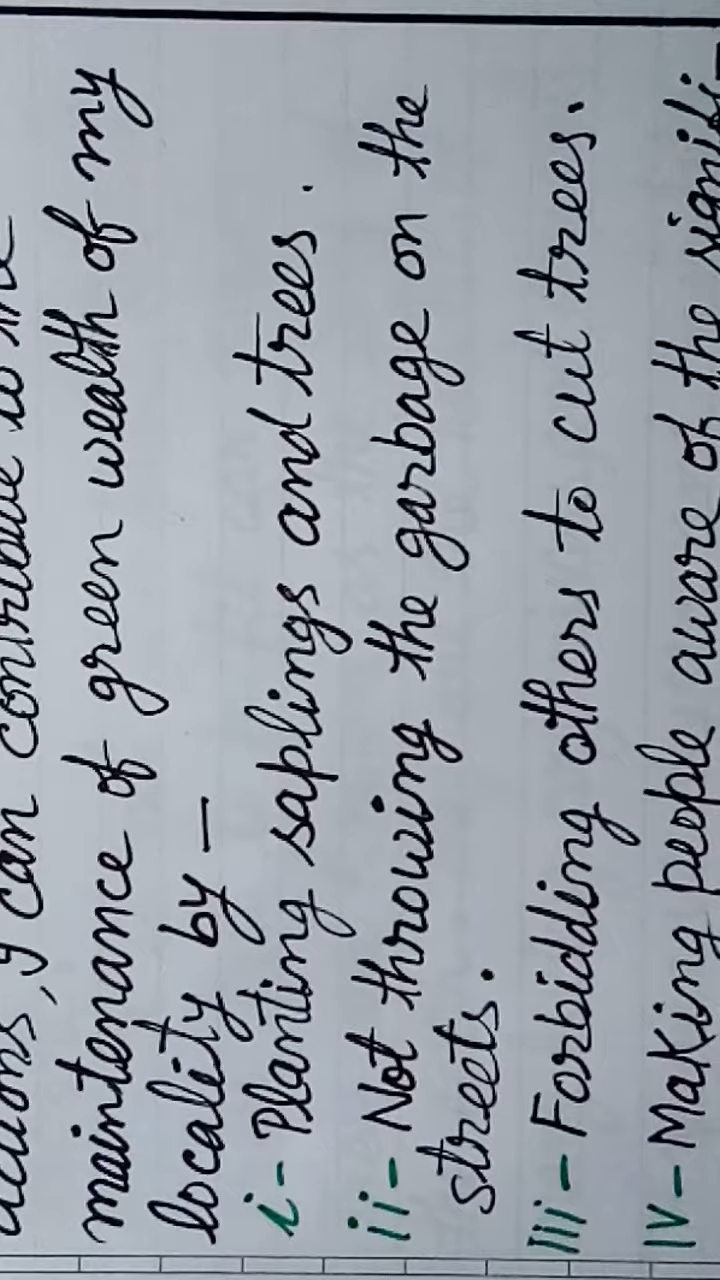 I can contribute to the
maintenance of green wealth of my
locality by –
i- Planting saplings and trees.
ii- Not throwing the garbage on the
streets.
iii- Forbidding others to cut trees.
iv- Making people aware of the signifi-